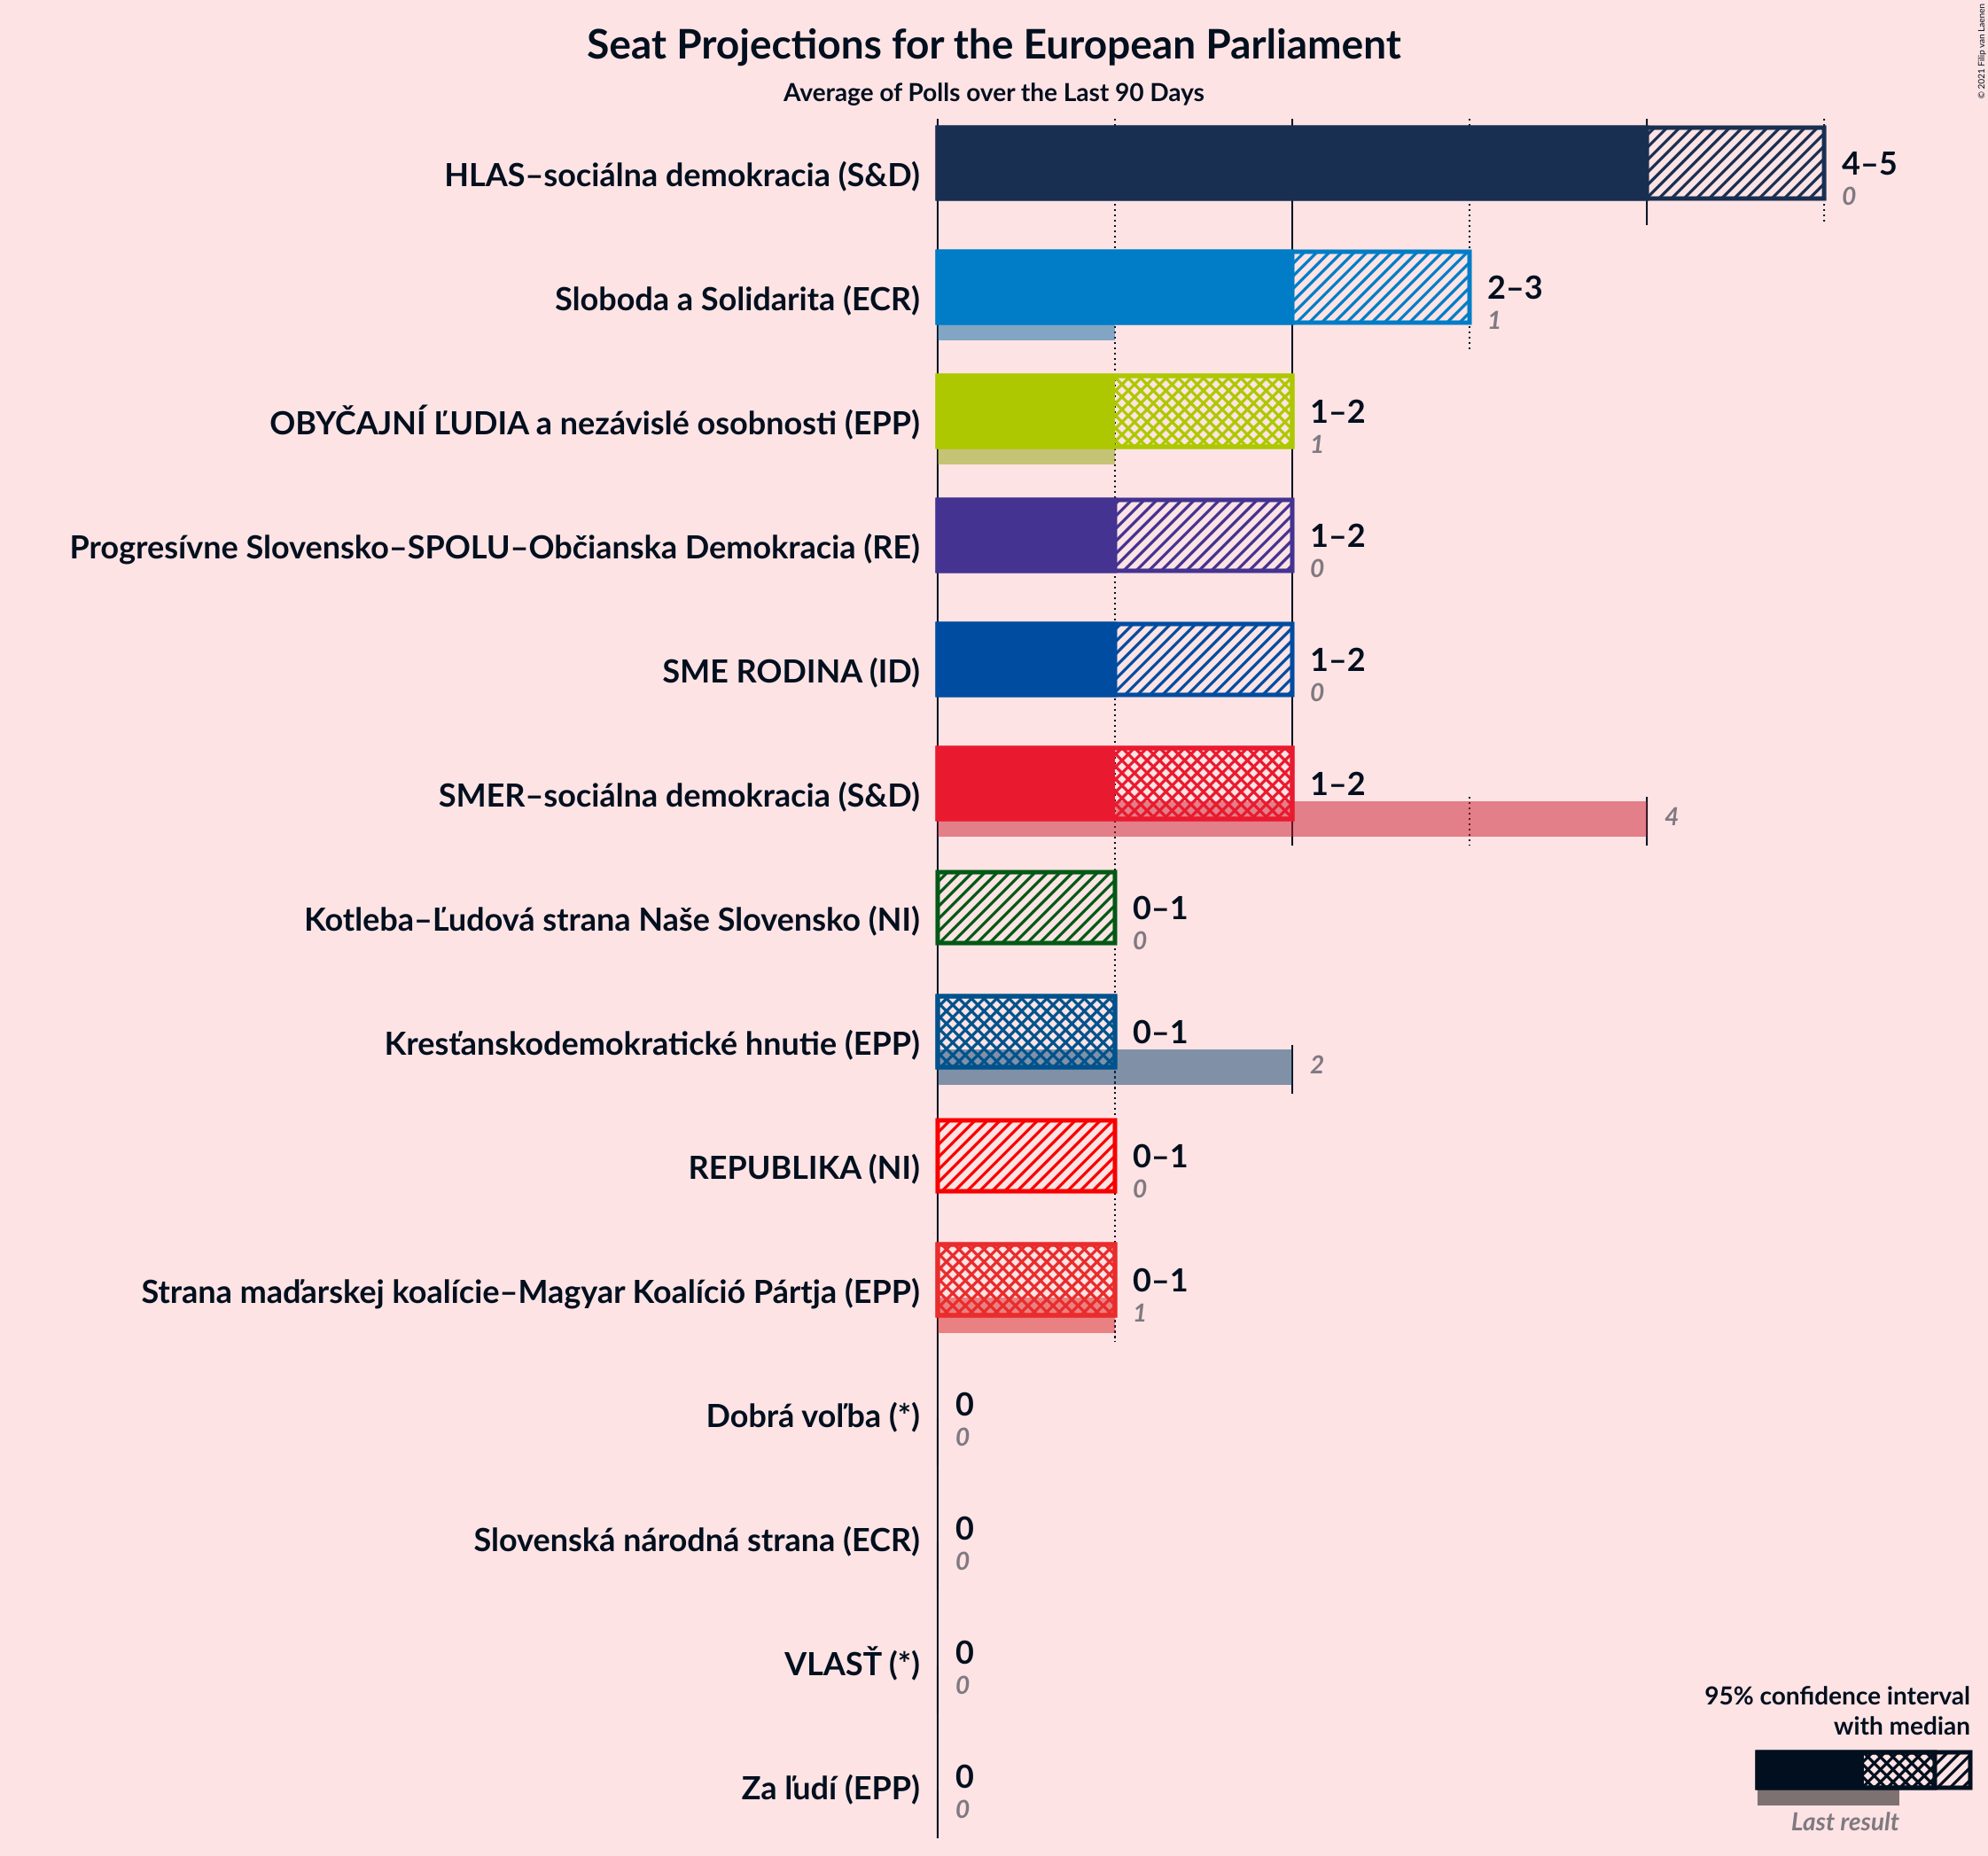 Seat Projections for the European Parliament
Average of Polls over the Last 90 Days
© 2021 Filip van Laenen
HLAS–sociálna demokracia (S&D)
4–5
0
Sloboda a Solidarita (ECR)
2–3
1
OBYČAJNÍ ĽUDIA a nezávislé osobnosti (EPP)
1–2
1
Progresívne Slovensko–SPOLU–Občianska Demokracia (RE)
1–2
0
SME RODINA (ID)
1–2
0
SMER–sociálna demokracia (S&D)
1–2
4
Kotleba–Ľudová strana Naše Slovensko (NI)
0–1
0
Kresťanskodemokratické hnutie (EPP)
0–1
2
REPUBLIKA (NI)
0–1
0
Strana maďarskej koalície–Magyar Koalíció Pártja (EPP)
0–1
1
Dobrá voľba (*)
0
0
Slovenská národná strana (ECR)
0
0
VLASŤ (*)
0
0
Za ľudí (EPP)
0
0
95% confidence interval
with median
Last result